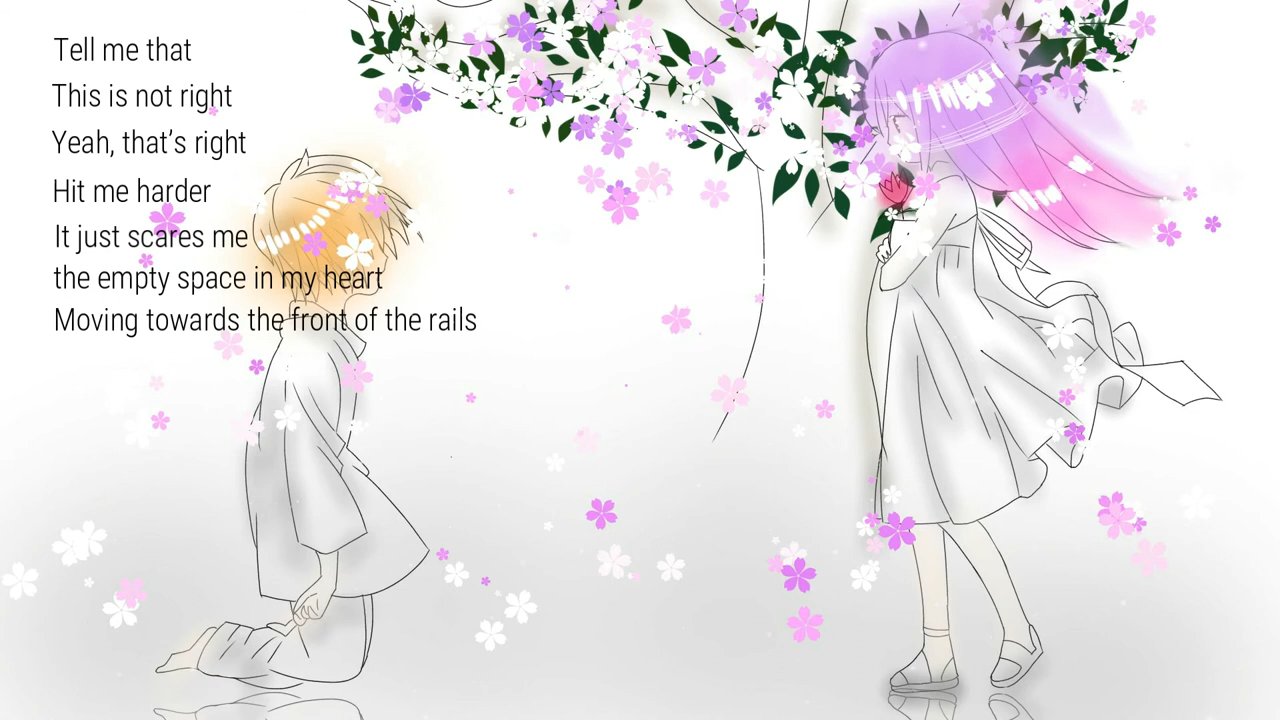 Tell me that
This is not right
Yeah, that’s right
Hit me harder
It just scares me
the empty space in my heart
Moving towards the front of the rails